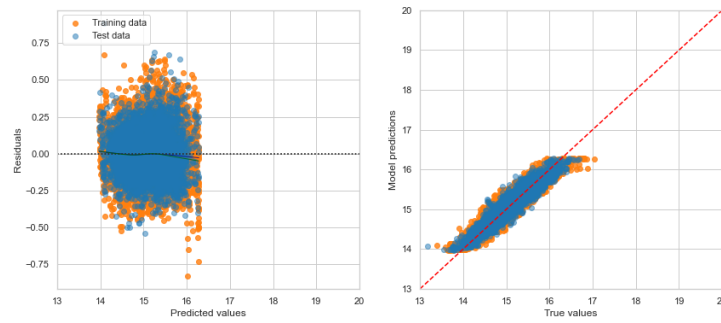 Training data
Test data
0.75
0.50
0.25
0.00
-0.25
-0.50
-0.75
Residuals
13 14 15 16 17 18 19 20
Predicted values
20
19
18
17
16
15
14
13
Model predictions
13 14 15 16 17 18 19 20
True values